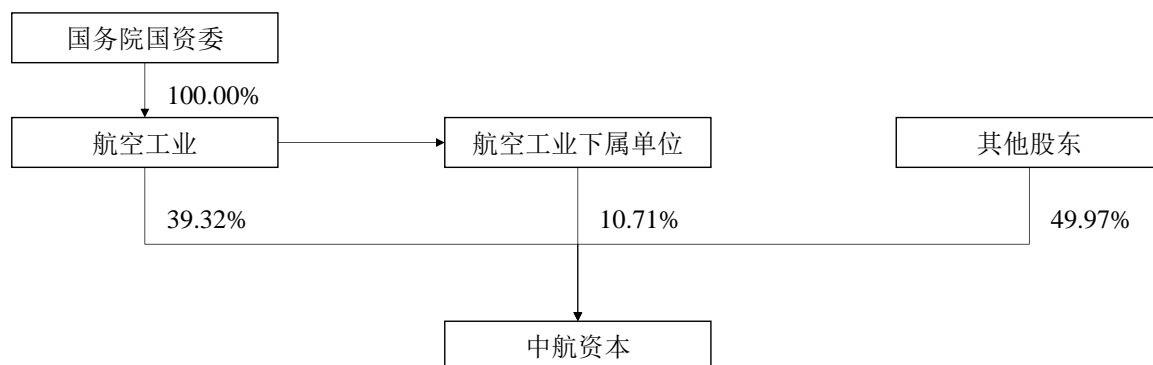 国务院国资委
100.00%
航空工业
航空工业下属单位
其他股东
39.32%
10.71%
49.97%
中航资本